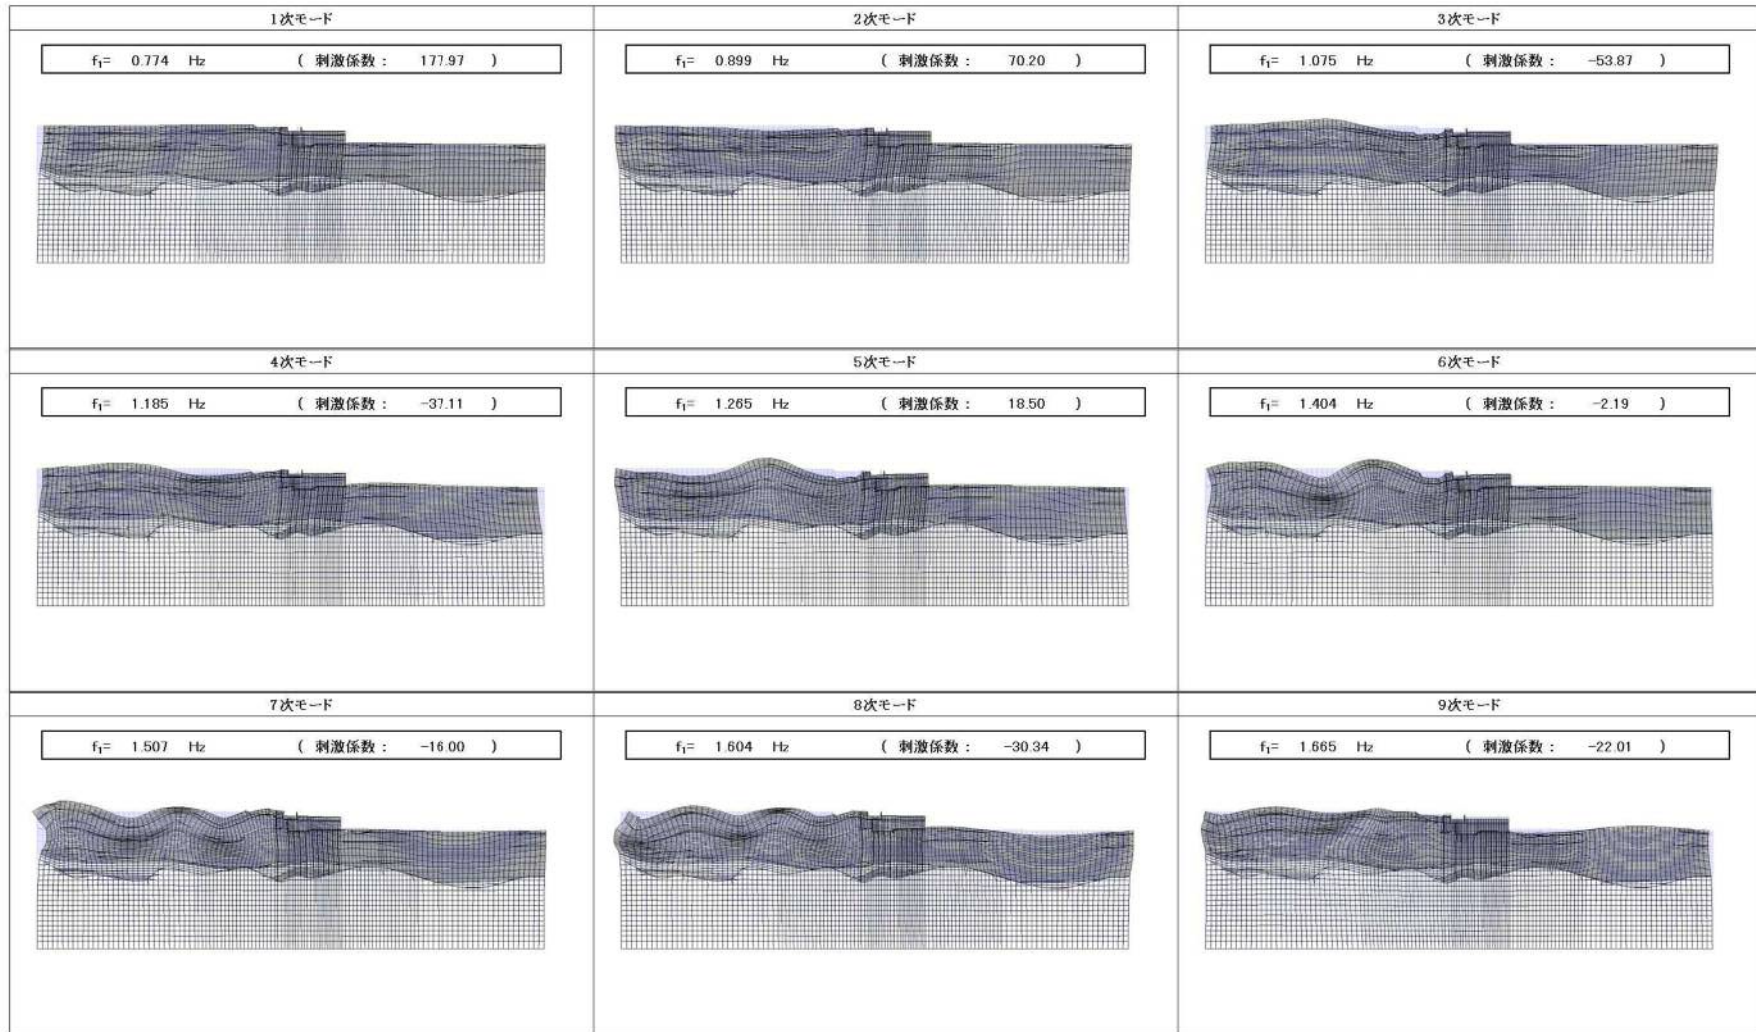 1次モード 2次モード 3次モード
f₁= 0.774 Hz ( 刺激係数： 177.97 ) f₁= 0.899 Hz ( 刺激係数： 70.20 ) f₁= 1.075 Hz ( 刺激係数： -53.87 )
4次モード 5次モード 6次モード
f₁= 1.185 Hz ( 刺激係数： -37.11 ) f₁= 1.265 Hz ( 刺激係数： 18.50 ) f₁= 1.404 Hz ( 刺激係数： -2.19 )
7次モード 8次モード 9次モード
f₁= 1.507 Hz ( 刺激係数： -16.00 ) f₁= 1.604 Hz ( 刺激係数： -30.34 ) f₁= 1.665 Hz ( 刺激係数： -22.01 )